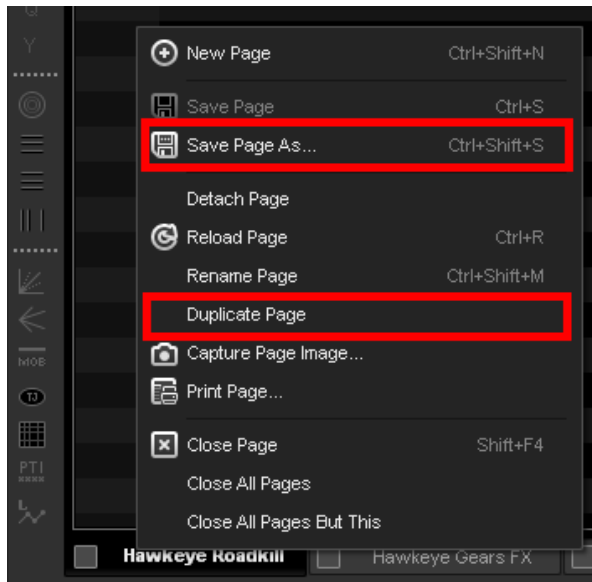 Q
Y
MOB
TJ
PTI
xxxx
L
New Page Ctrl+Shift+N
Save Page Ctrl+S
Save Page As... Ctrl+Shift+S
Detach Page
Reload Page Ctrl+R
Rename Page Ctrl+Shift+M
Duplicate Page
Capture Page Image...
Print Page...
Close Page Shift+F4
Close All Pages
Close All Pages But This
Hawkeye Roadkill Hawkeye Gears FX